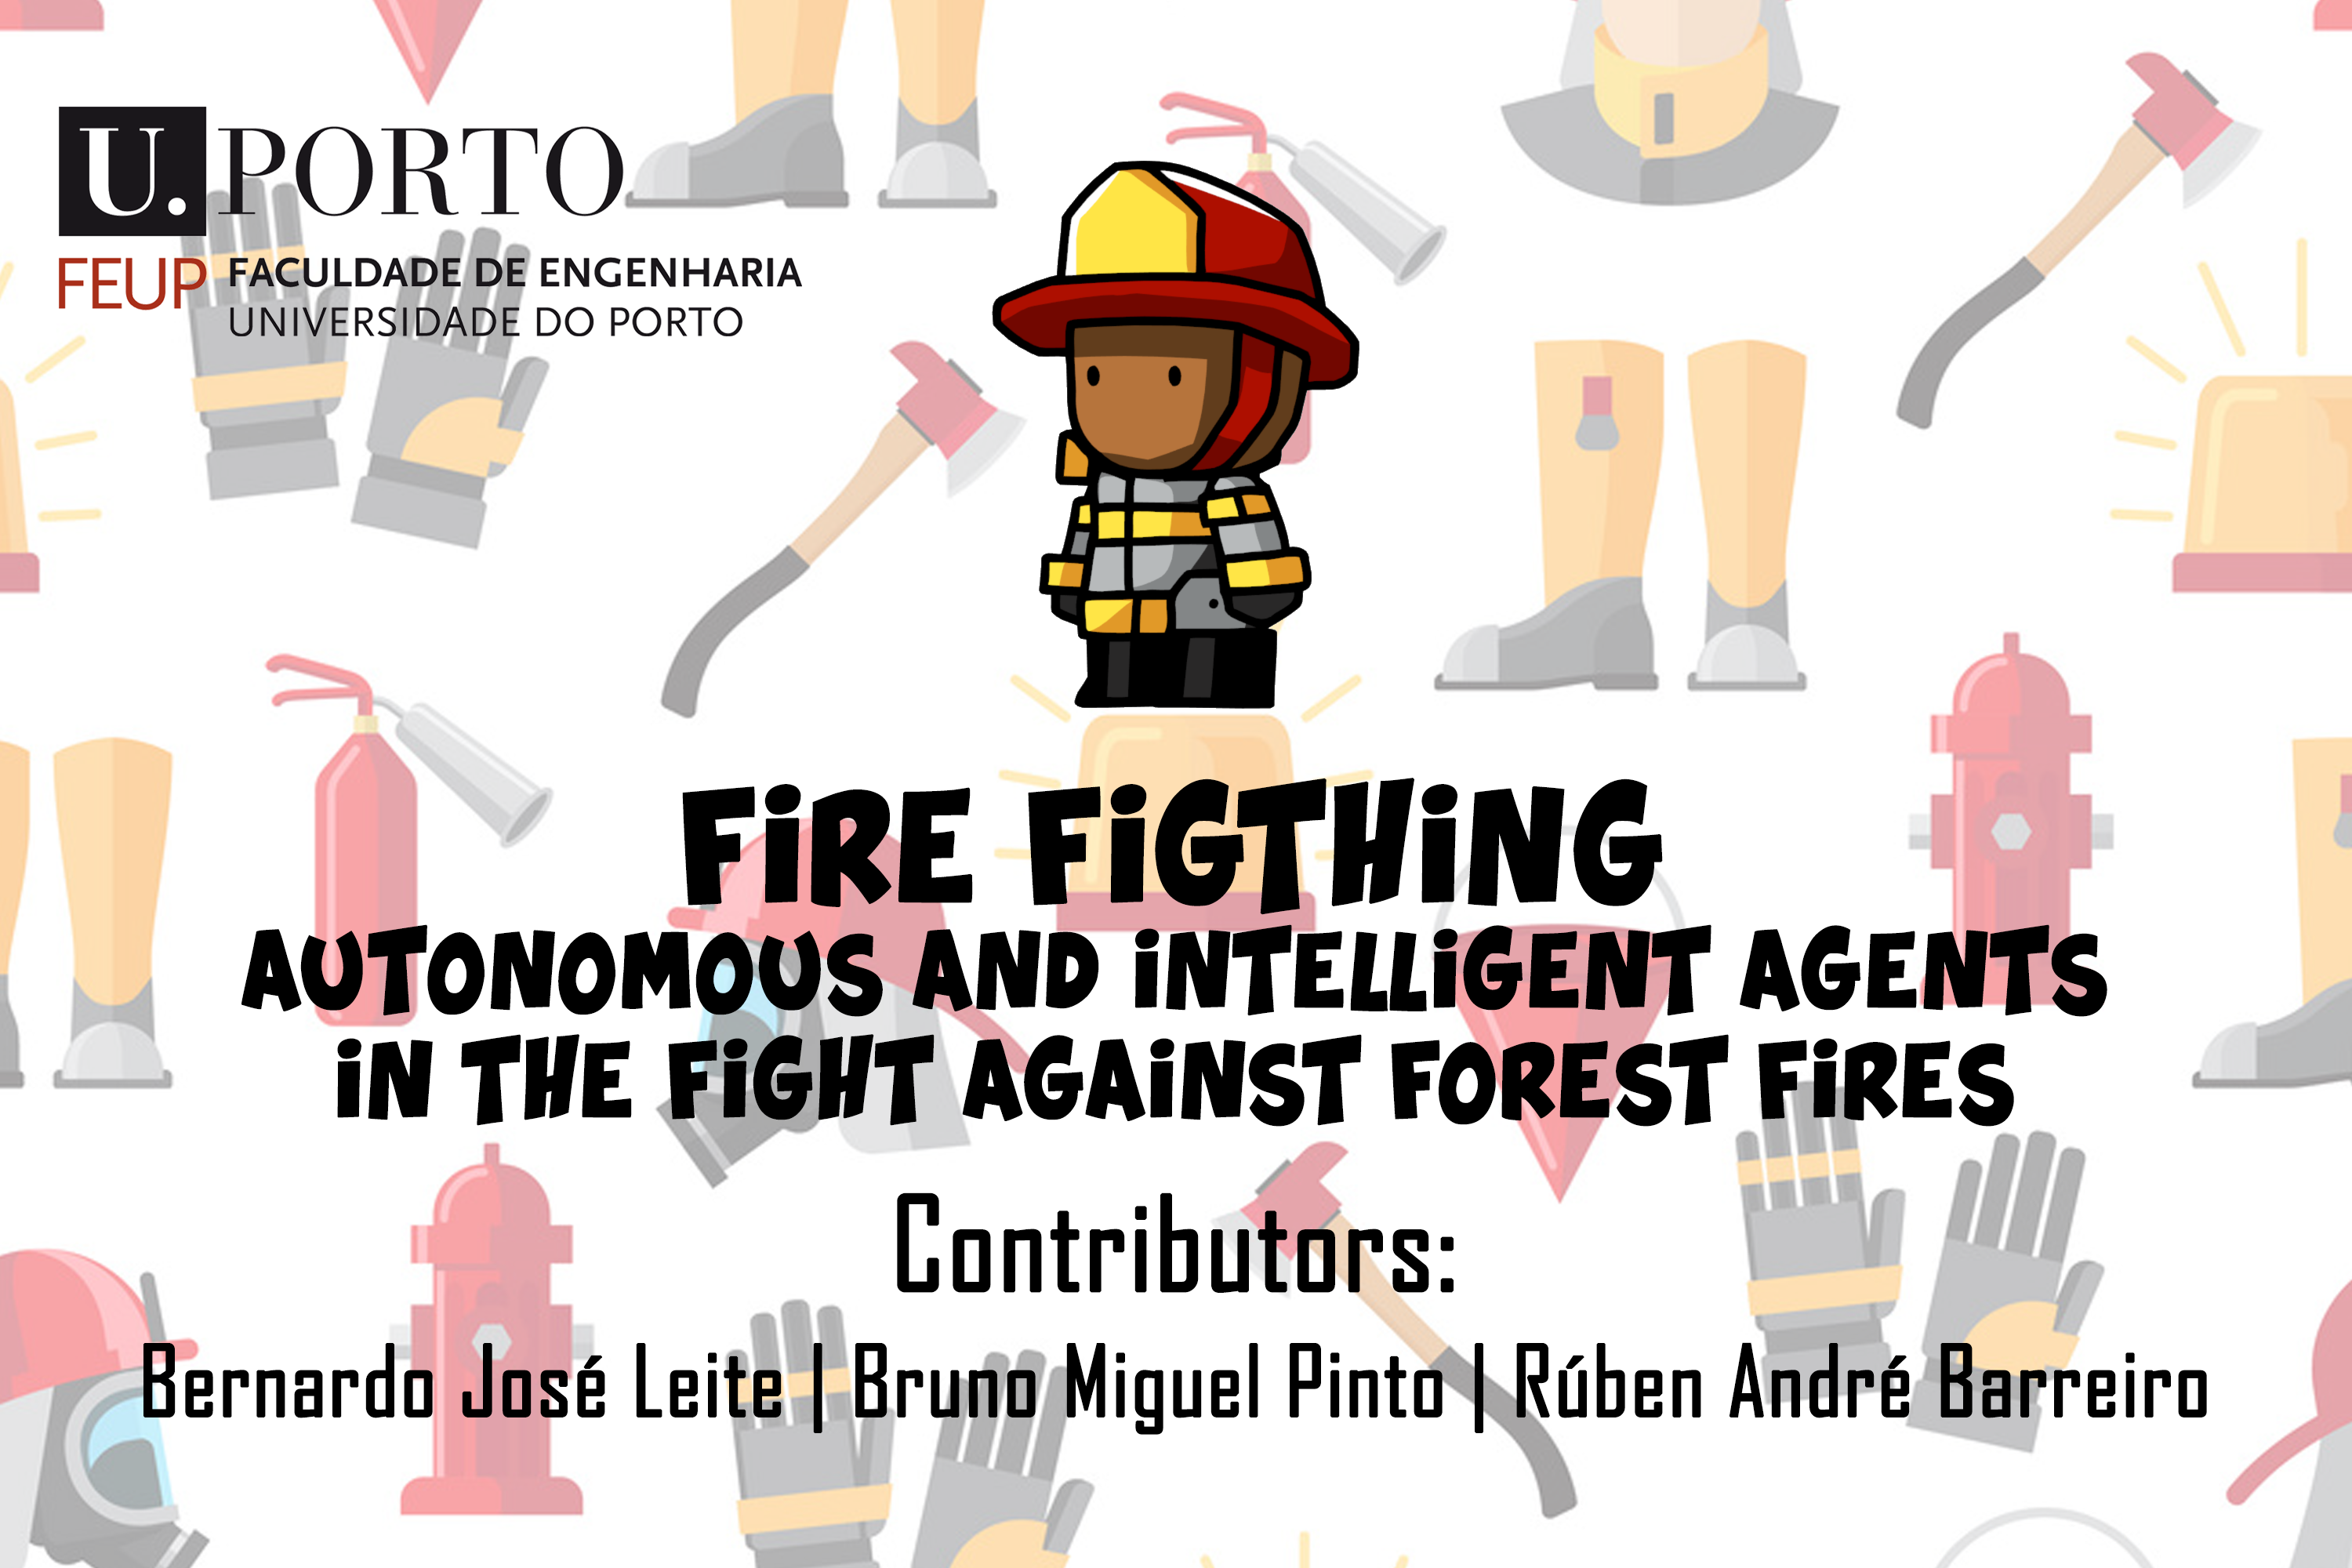 U. PORTO
FEUP FACULDADE DE ENGENHARIA
UNIVERSIDADE DO PORTO
FiRE FiGTHiNG
AUTONOMOUS AND iNTELLiGENT AGENTS
iN THE FiGHT AGAiNST FOREST FiRES
Contributors:
Bernardo José Leite | Bruno Miguel Pinto | Rúben André Barreiro